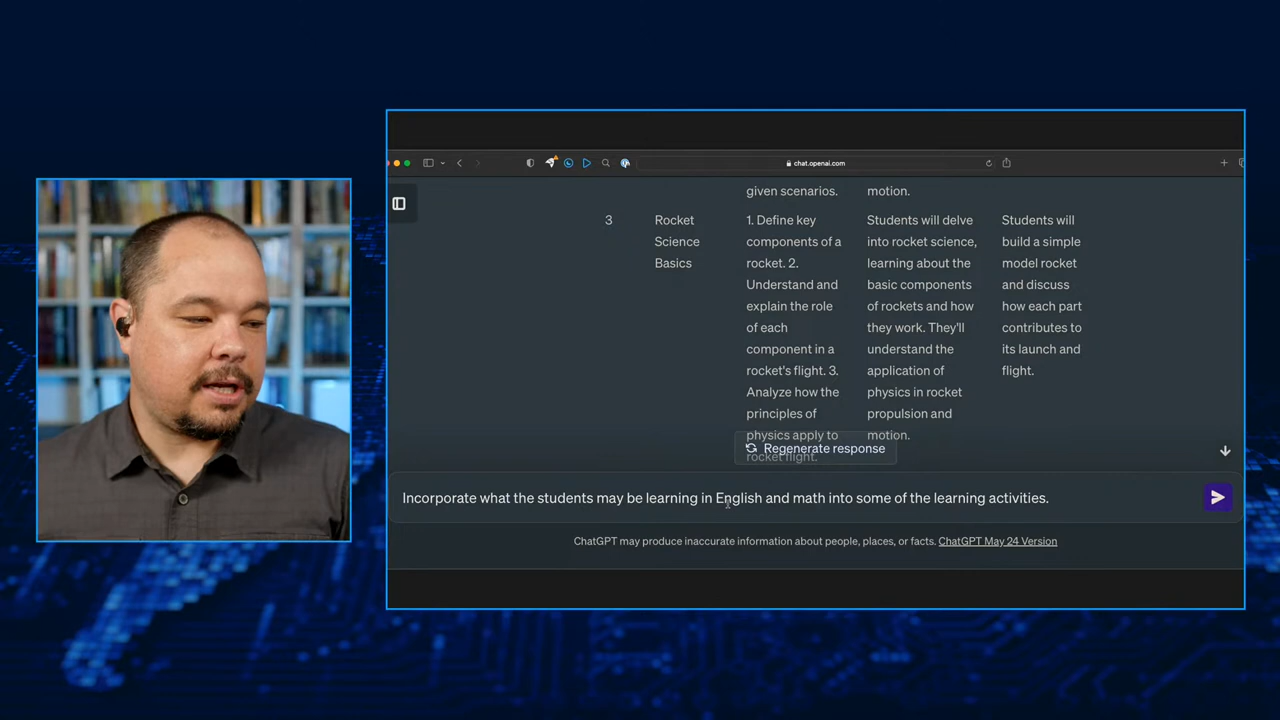 chat.openai.com
given scenarios.
motion.
3
Rocket
Science
Basics
1. Define key
components of a
rocket. 2.
Understand and
explain the role
of each
component in a
rocket's flight. 3.
Analyze how the
principles of
physics apply to
rocket flight.
Students will delve
into rocket science,
learning about the
basic components
of rockets and how
they work. They'll
understand the
application of
physics in rocket
propulsion and
motion.
Students will
build a simple
model rocket
and discuss
how each part
contributes to
its launch and
flight.
Regenerate response
Incorporate what the students may be learning in English and math into some of the learning activities.
ChatGPT may produce inaccurate information about people, places, or facts. ChatGPT May 24 Version